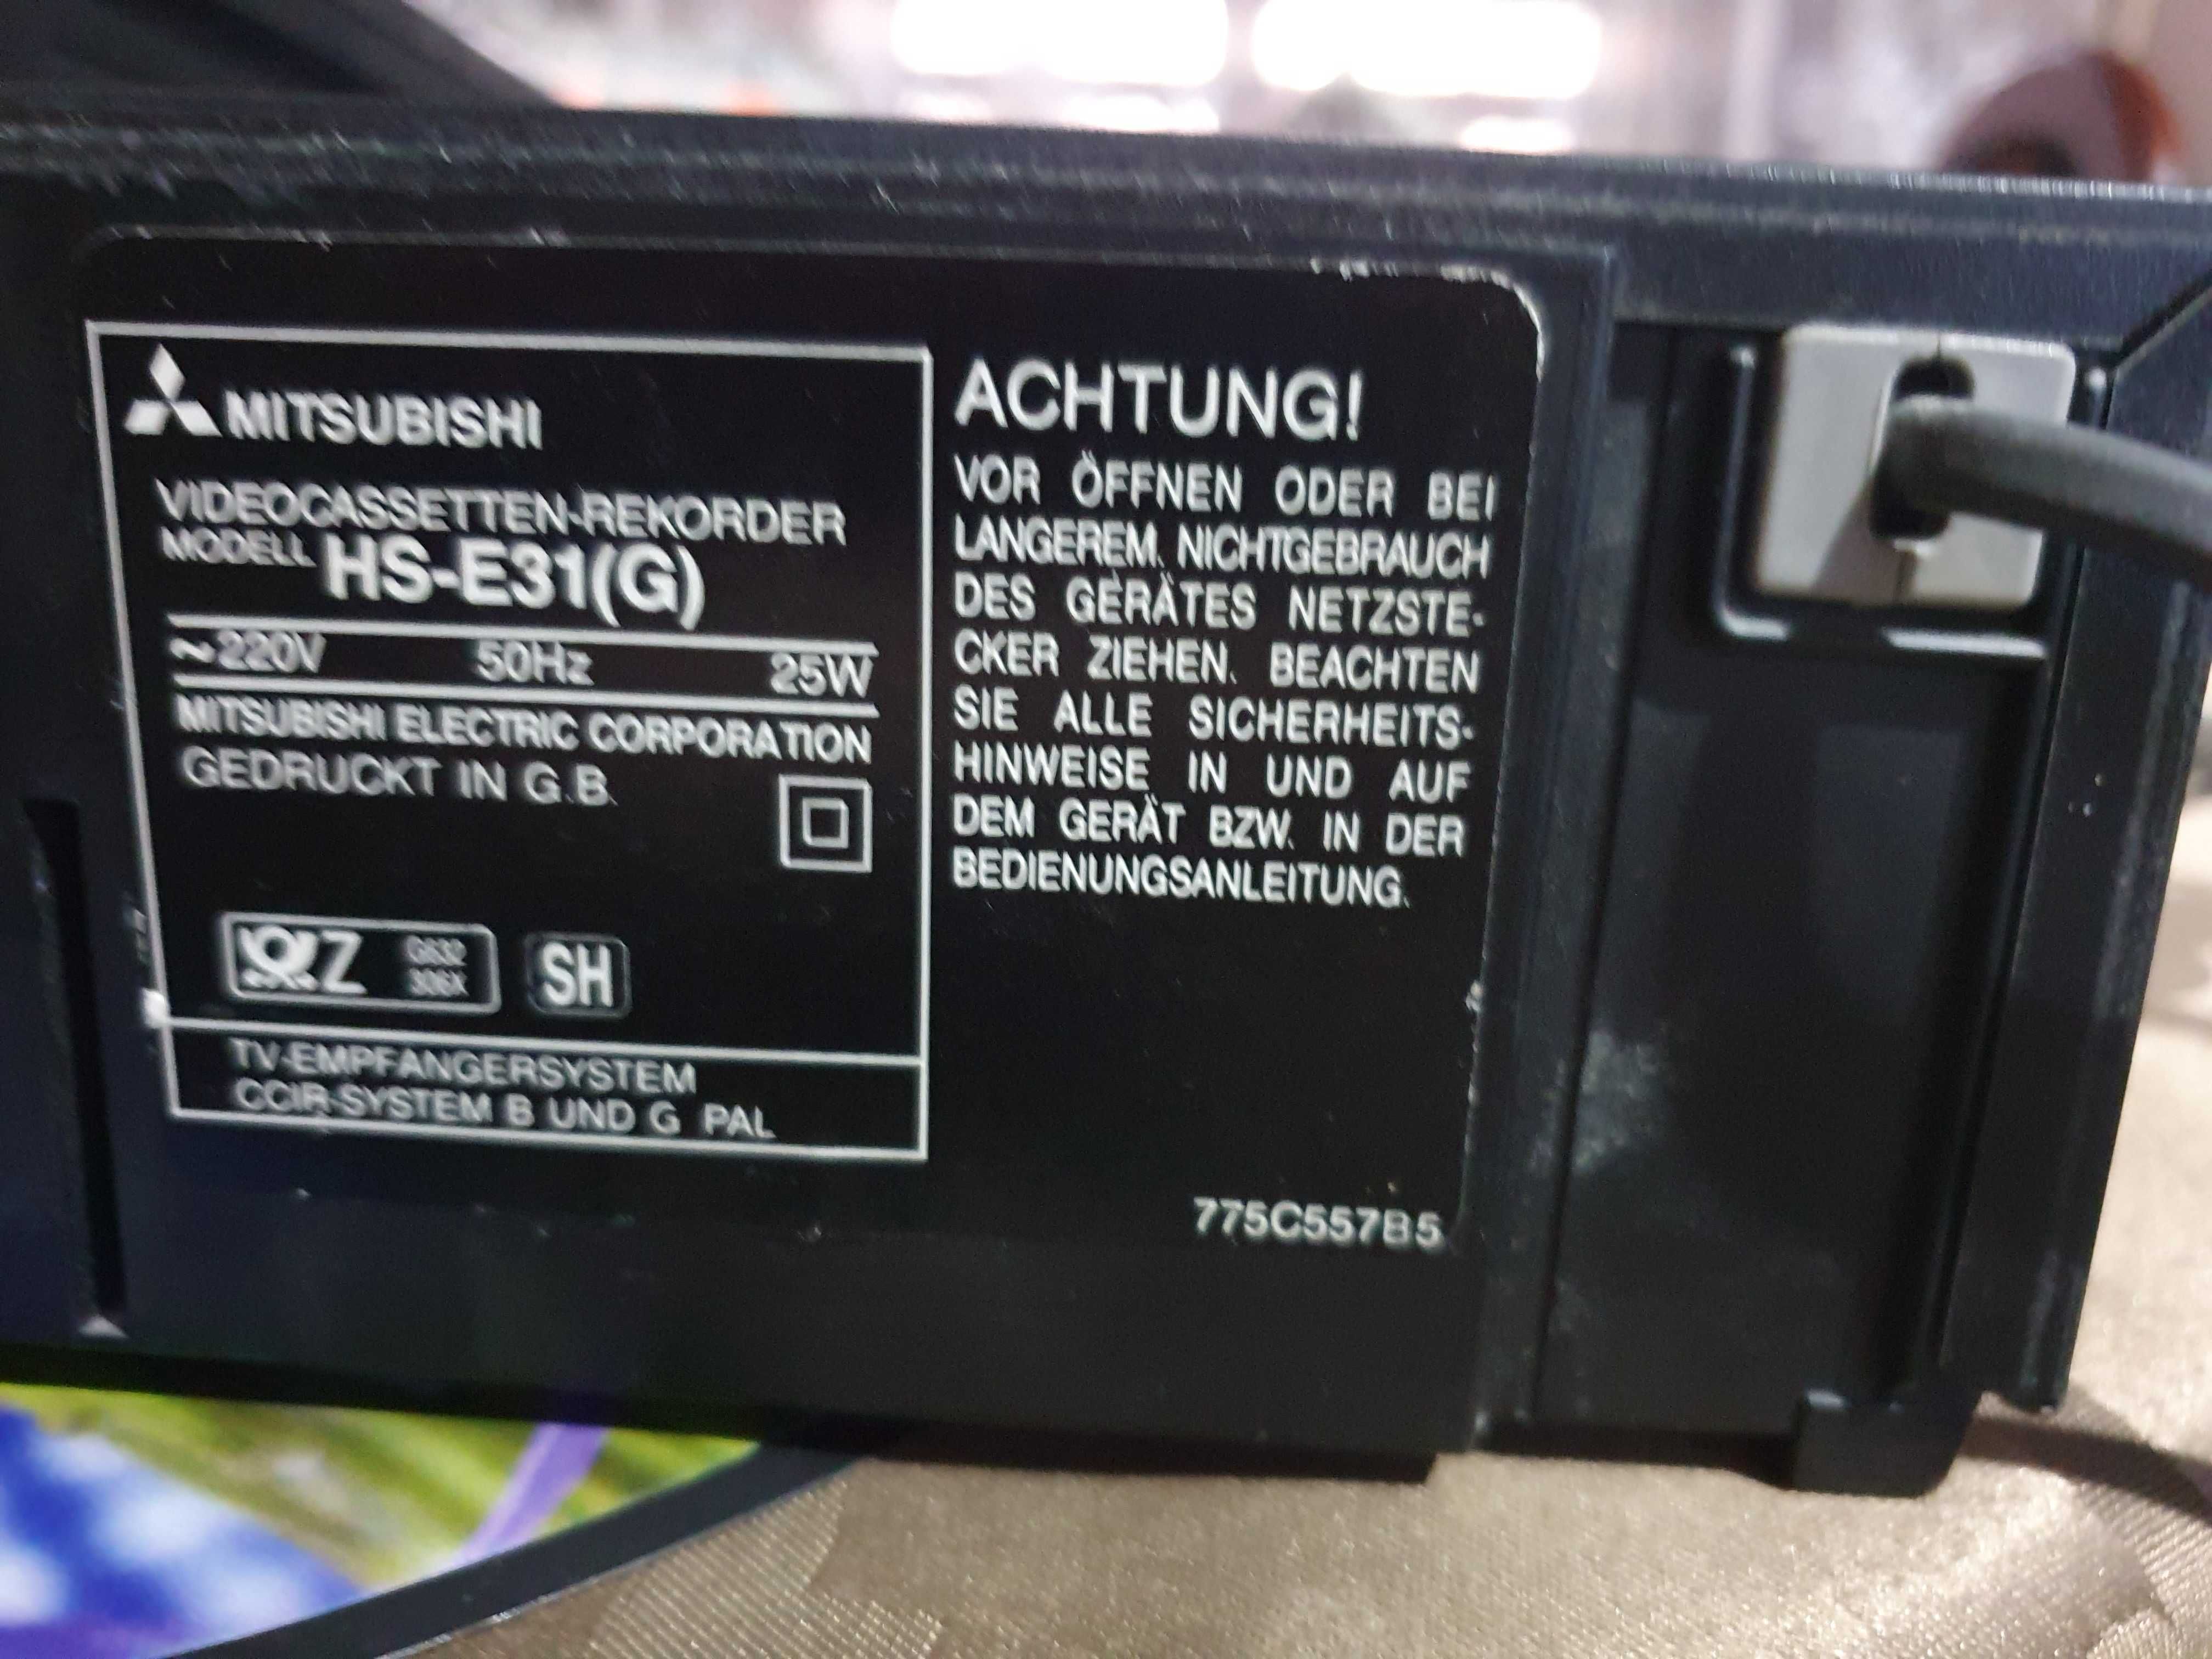 MITSUBISHI
VIDEOCASSETTEN-REKORDER
MODELL HS-E31(G)
~220V 50Hz 25W
MITSUBISHI ELECTRIC CORPORATION
GEDRUCKT IN G.B.
Z
SH
TV-EMPFANGERSYSTEM
CCIR-SYSTEM B UND G PAL
ACHTUNG!
VOR ÖFFNEN ODER BEI
LANGEREM NICHTGEBRAUCH
DES GERÄTES NETZSTE-
CKER ZIEHEN. BEACHTEN
SIE ALLE SICHERHEITS-
HINWEISE IN UND AUF
DEM GERÄT BZW. IN DER
BEDIENUNGSANLEITUNG.
775C557B5